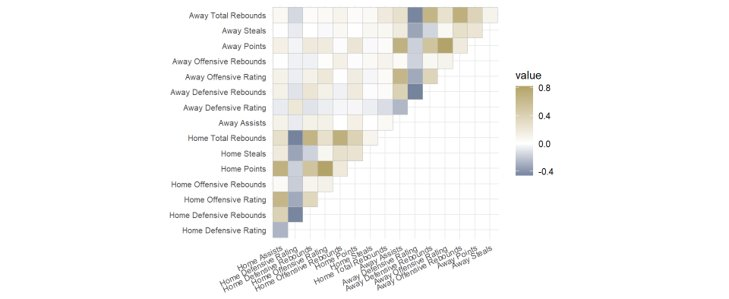 Away Total Rebounds
Away Steals
Away Points
Away Offensive Rebounds
Away Offensive Rating
Away Defensive Rebounds
Away Defensive Rating
Away Assists
Home Total Rebounds
Home Steals
Home Points
Home Offensive Rebounds
Home Offensive Rating
Home Defensive Rebounds
Home Defensive Rating
Home Assists
Home Defensive Rating
Home Defensive Rebounds
Home Offensive Rating
Home Offensive Rebounds
Home Points
Home Steals
Home Total Rebounds
Away Assists
Away Defensive Rating
Away Defensive Rebounds
Away Offensive Rating
Away Offensive Rebounds
Away Points
Away Steals
value
0.8
0.4
0.0
-0.4